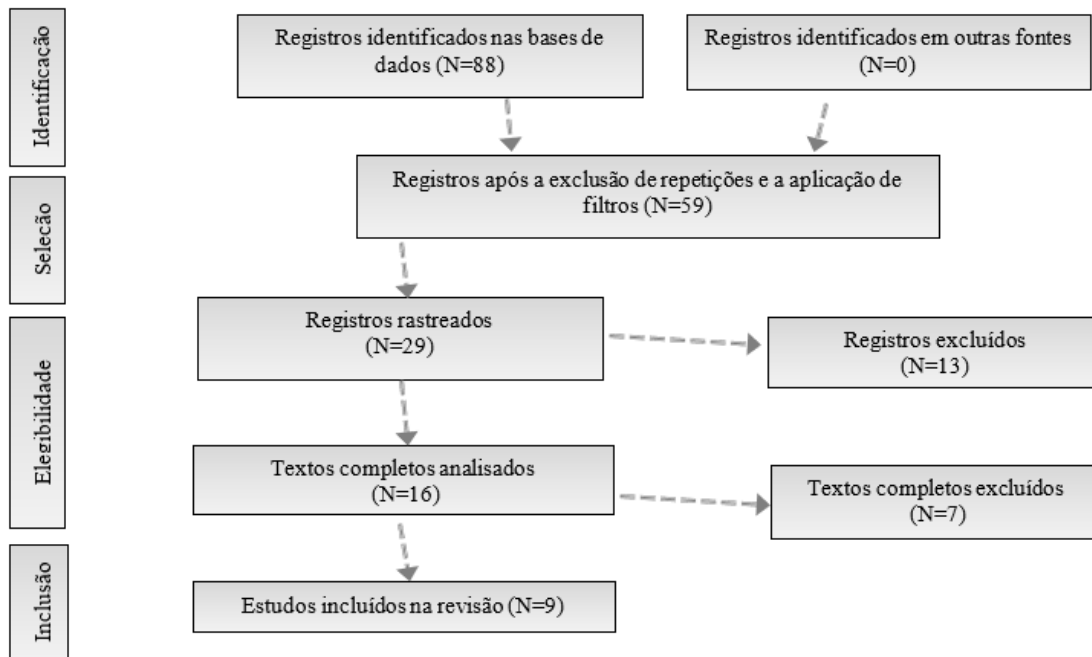 Identificação
Registros identificados nas bases de
dados (N=88)
Registros identificados em outras fontes
(N=0)
Seleção
Registros após a exclusão de repetições e a aplicação de
filtros (N=59)
Elegibilidade
Registros rastreados
(N=29)
Registros excluídos
(N=13)
Textos completos analisados
(N=16)
Textos completos excluídos
(N=7)
Inclusão
Estudos incluídos na revisão (N=9)